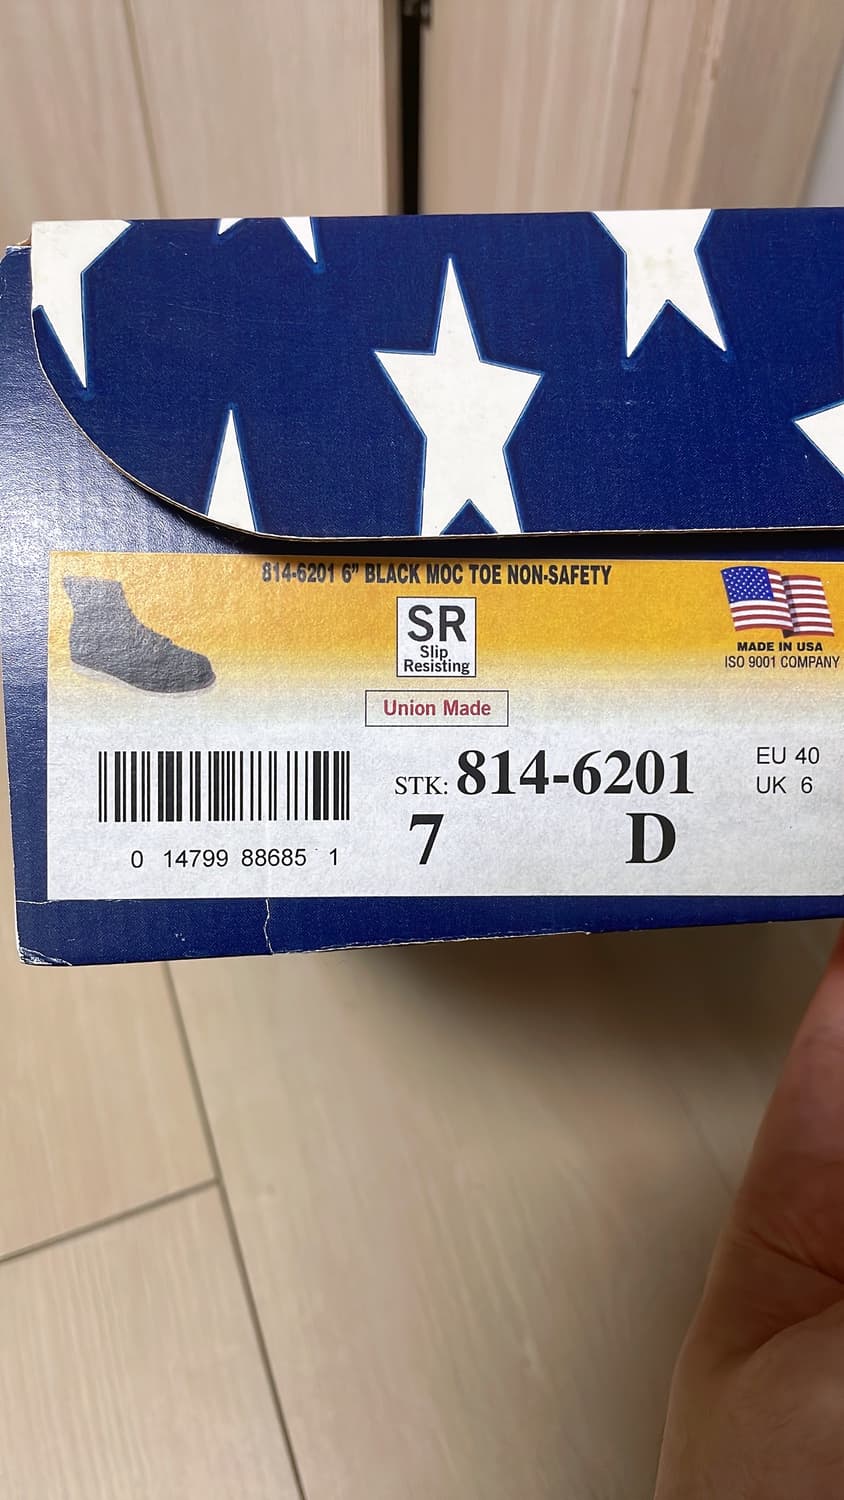 814-6201 6” BLACK MOC TOE NON-SAFETY
SR
Slip
Resisting
Union Made
MADE IN USA
ISO 9001 COMPANY
STK: 814-6201
EU 40
UK 6
7 D
0 14799 88685 1